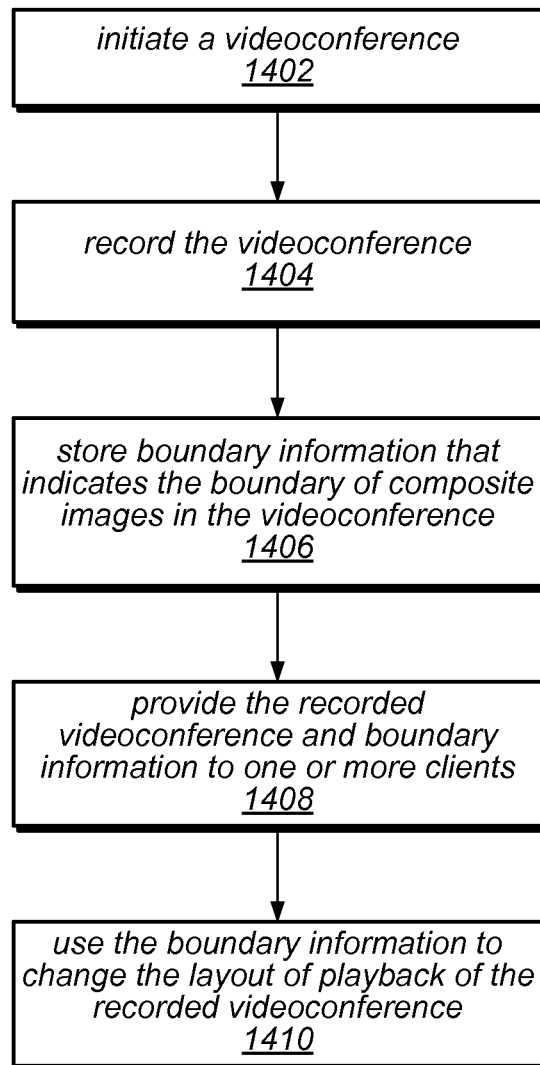 initiate a videoconference
1402
record the videoconference
1404
store boundary information that
indicates the boundary of composite
images in the videoconference
1406
provide the recorded
videoconference and boundary
information to one or more clients
1408
use the boundary information to
change the layout of playback of the
recorded videoconference
1410